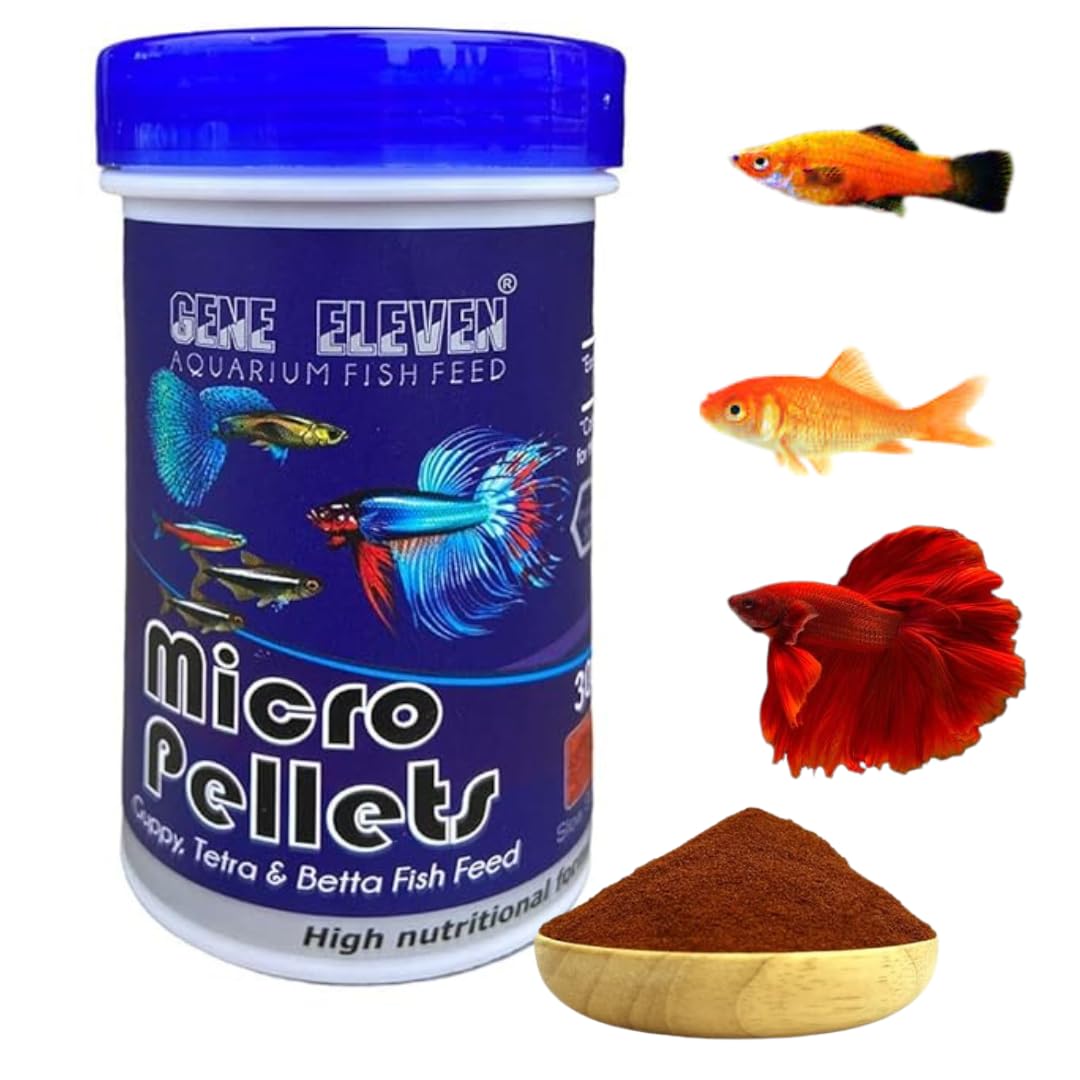 GENE ELEVEN®
AQUARIUM FISH FEED
Micro
Pellets
Guppy, Tetra & Betta Fish Feed
High nutritional